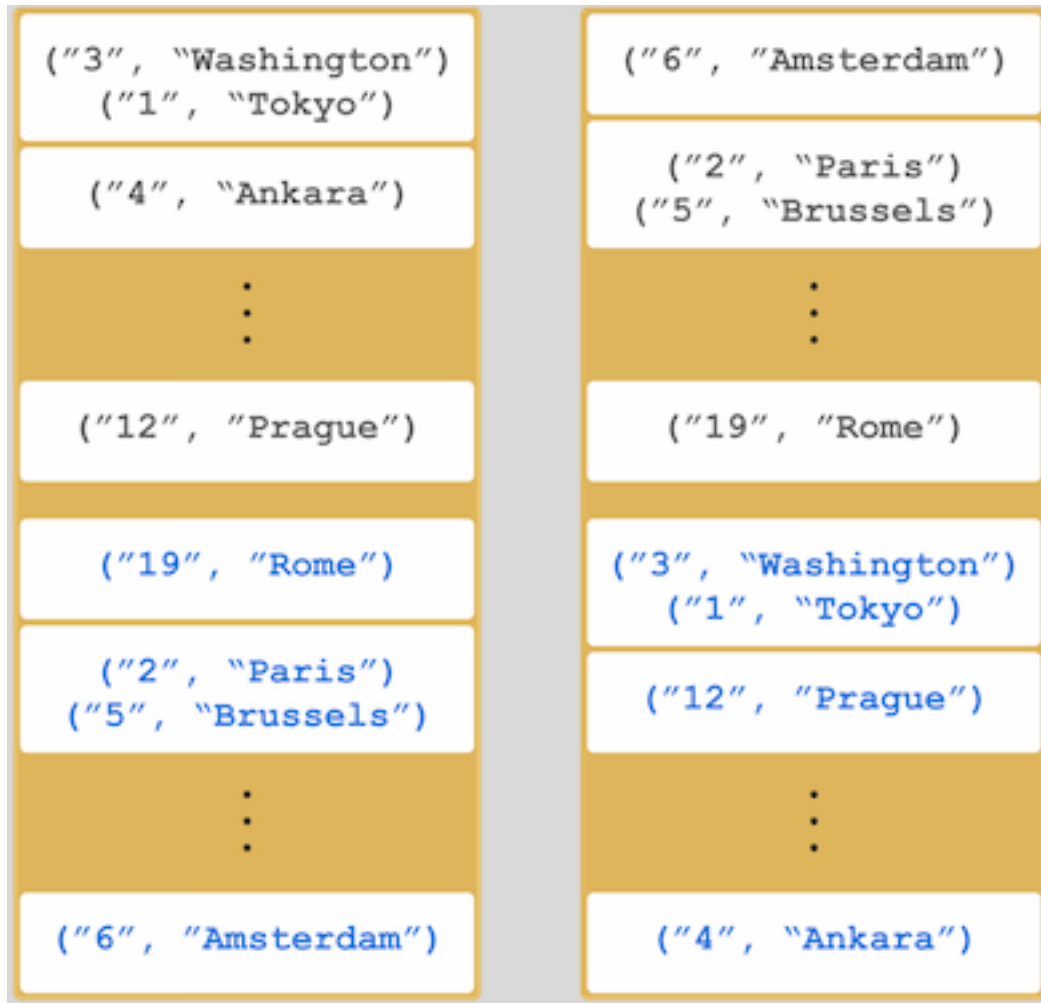 ("3", “Washington")
("1", “Tokyo")
("4", “Ankara")
("12", "Prague")
("19", "Rome")
("2", “Paris")
("5", “Brussels")
("6", "Amsterdam")
("6", "Amsterdam")
("2", “Paris")
("5", “Brussels")
("19", "Rome")
("3", “Washington")
("1", “Tokyo")
("12", "Prague")
("4", “Ankara")